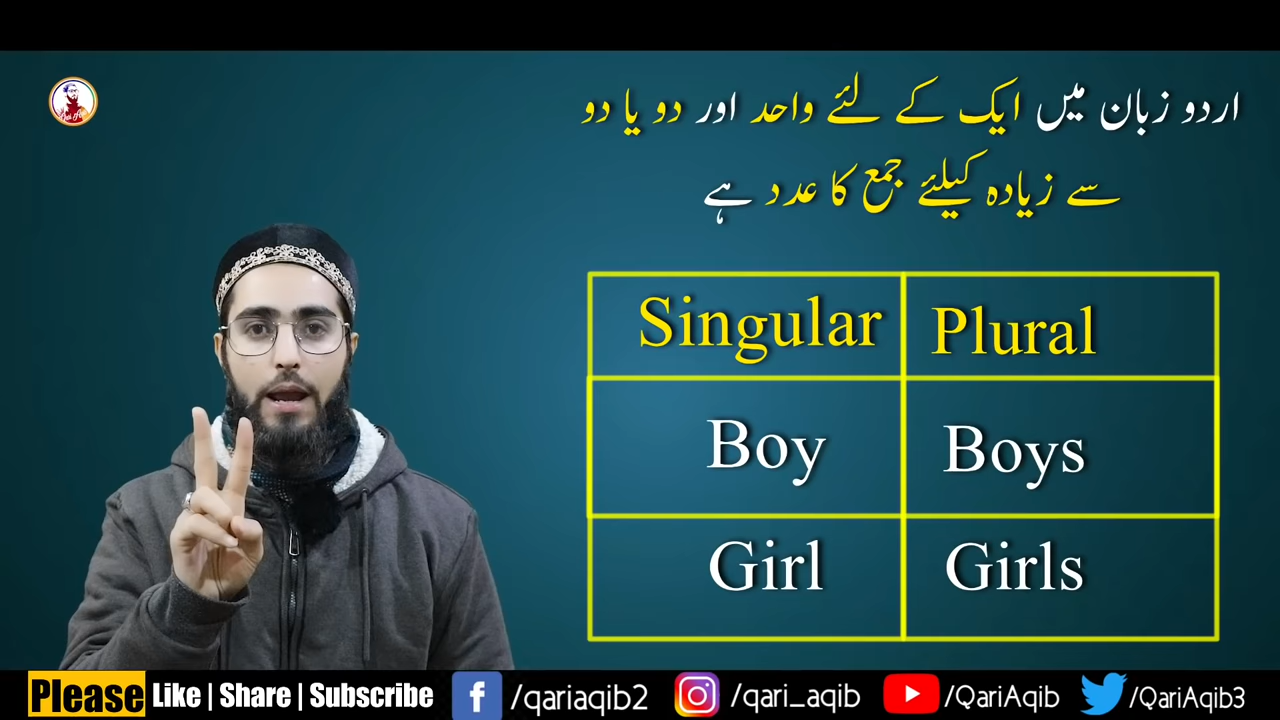 اردو زبان میں ایک کے لئے واحد اور دو یا دو
سے زیادہ کیلئے جمع کا عدد ہے
Singular Plural
Boy Boys
Girl Girls
Please Like | Share | Subscribe /qariaqib2 /qari_aqib /QariAqib /QariAqib3